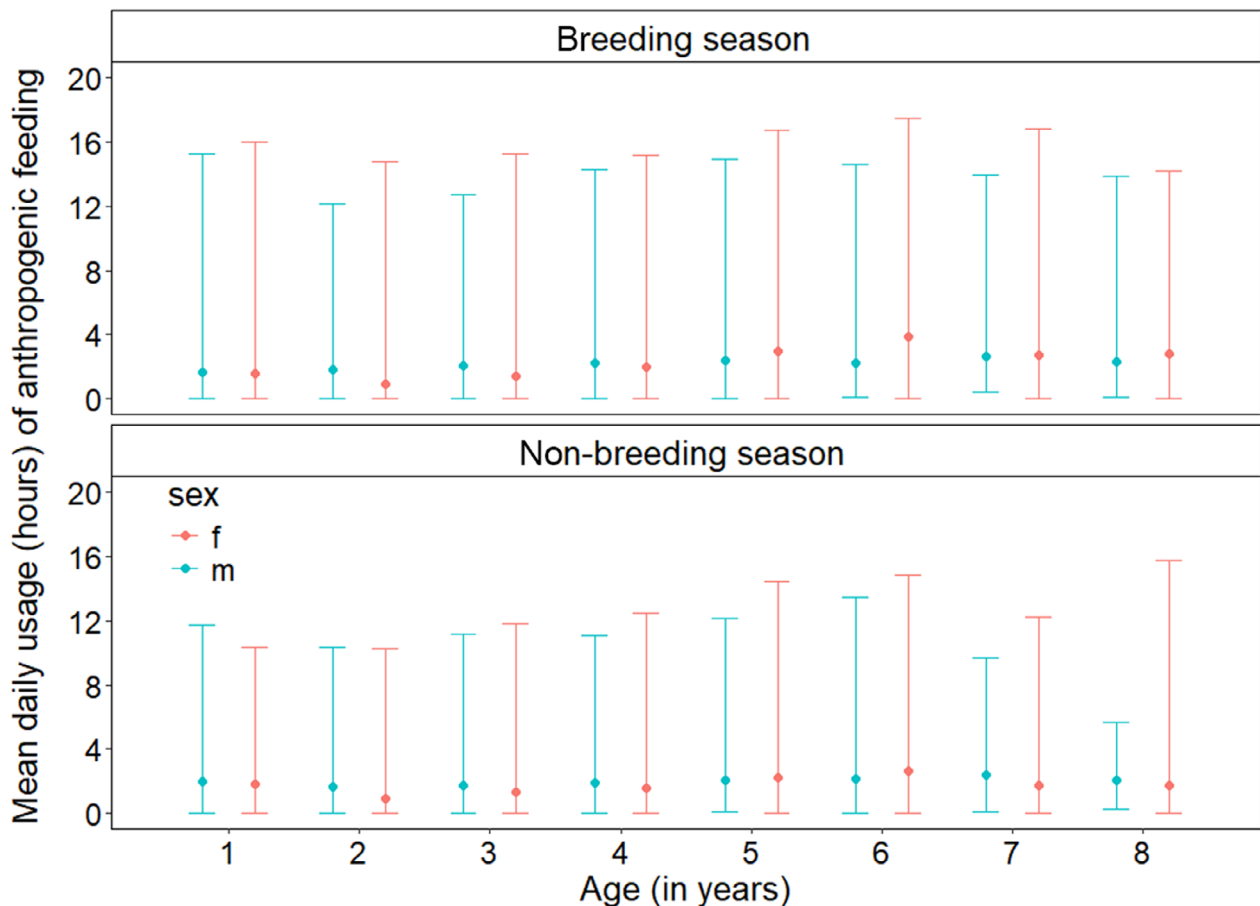 Mean daily usage (hours) of anthropogenic feeding
Breeding season
20
16
12
8
4
0
Non-breeding season
20
16
12
8
4
0
sex
f
m
1 2 3 4 5 6 7 8
Age (in years)